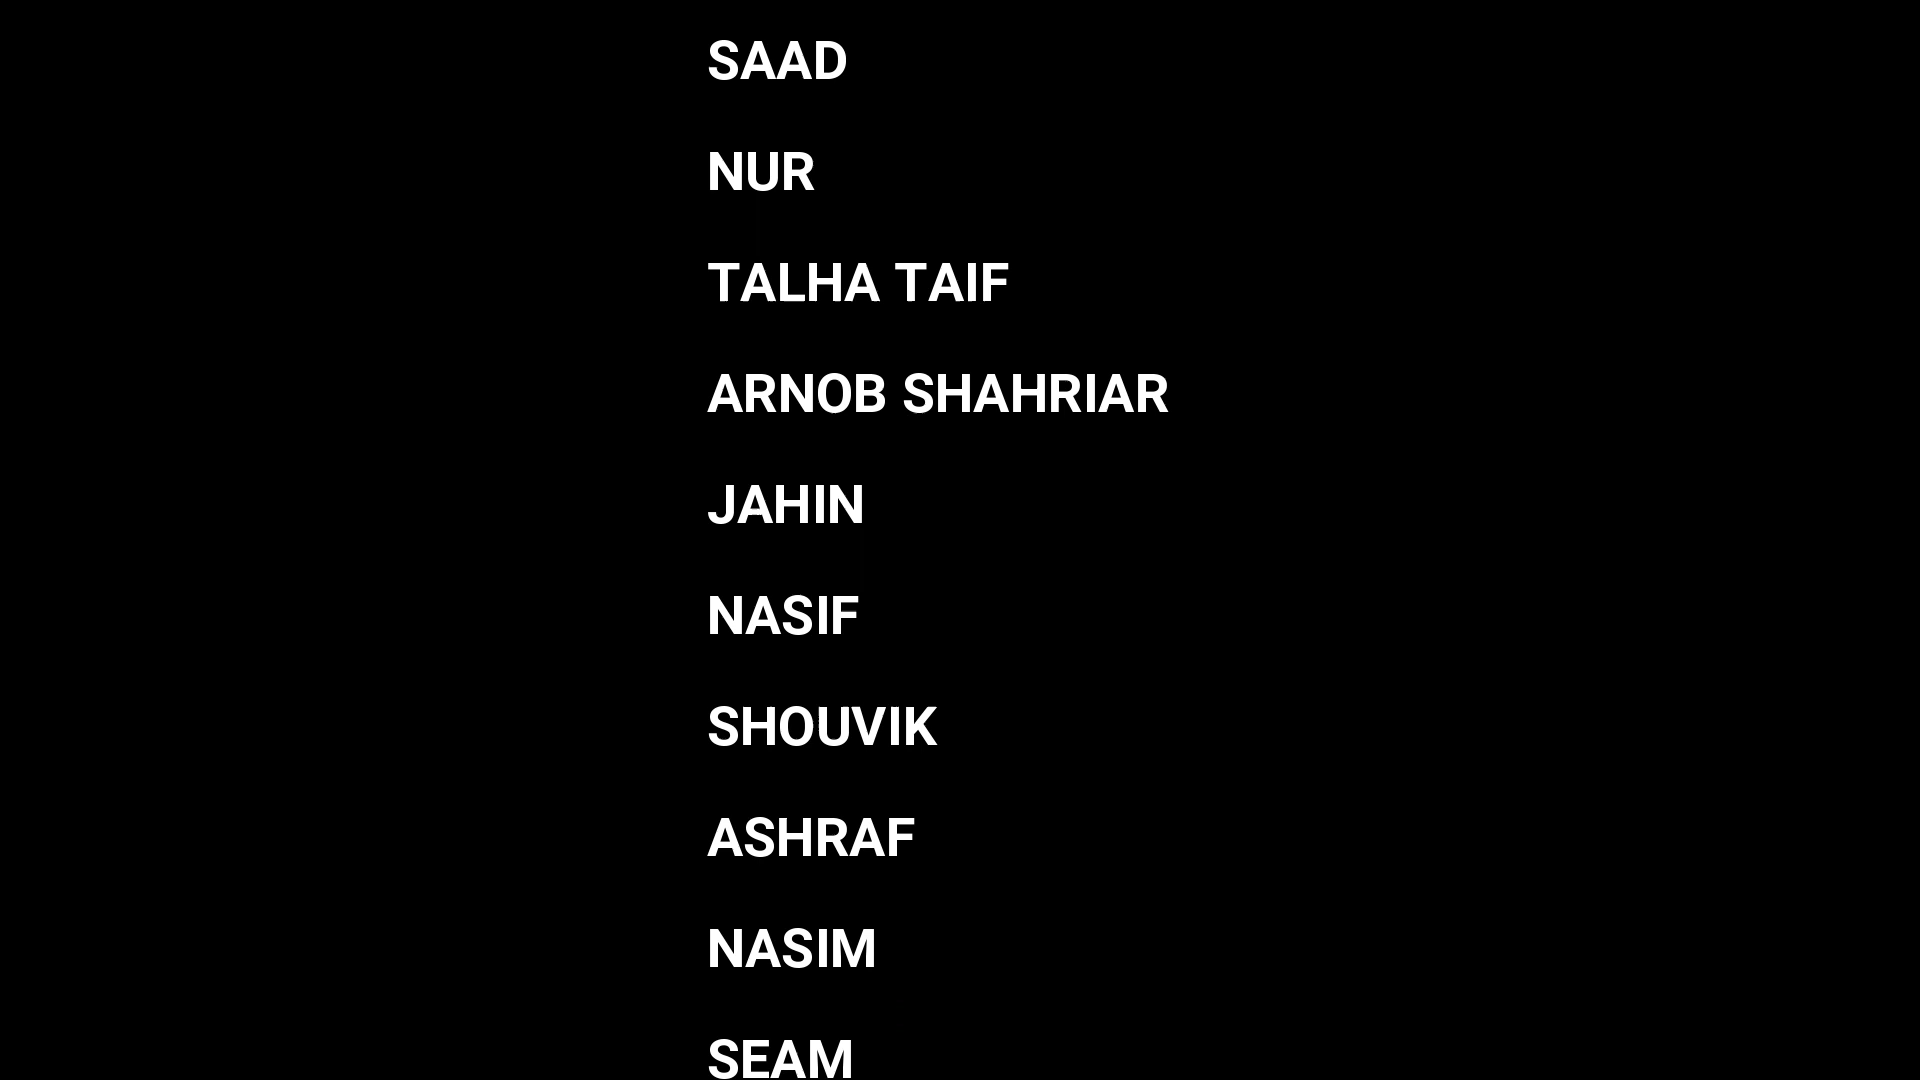 SAAD
NUR
TALHA TAIF
ARNOB SHAHRIAR
JAHIN
NASIF
SHOUVIK
ASHRAF
NASIM
SEAM